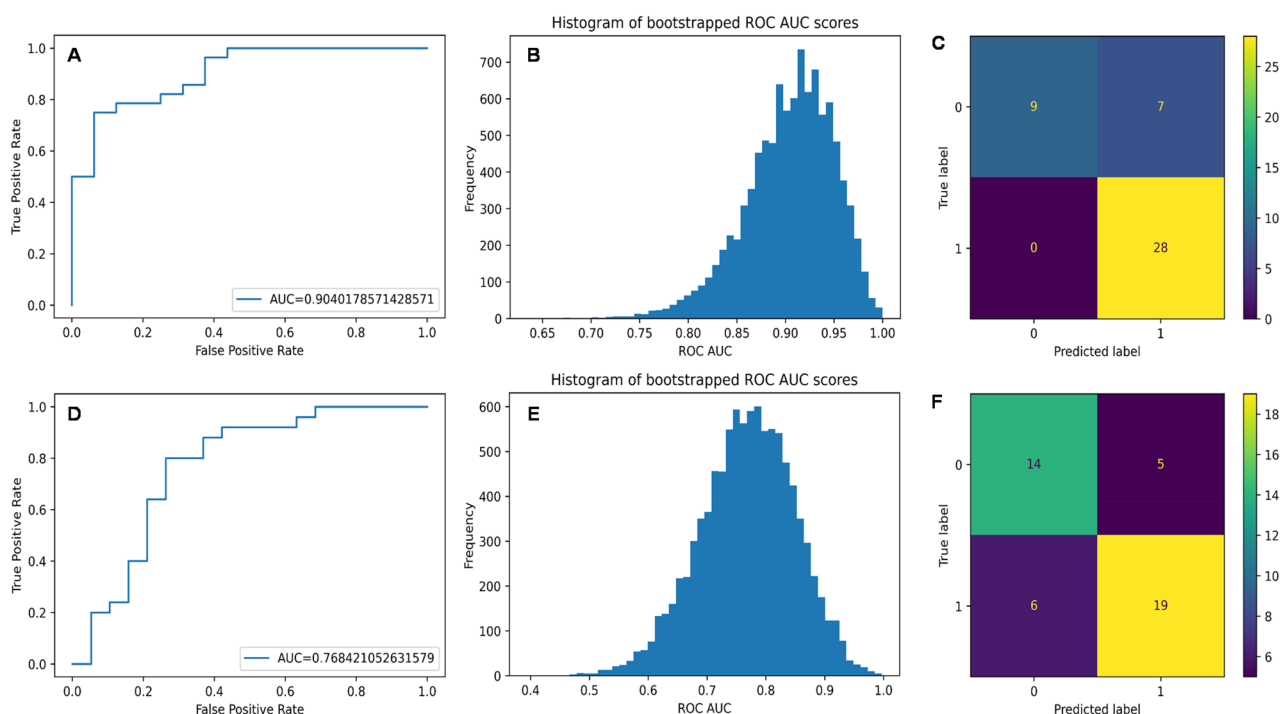 A
1.0
0.8
0.6
0.4
0.2
0.0
True Positive Rate
AUC=0.9040178571428571
0.0 0.2 0.4 0.6 0.8 1.0
False Positive Rate
Histogram of bootstrapped ROC AUC scores
B
700
600
500
400
300
200
100
0
Frequency
0.65 0.70 0.75 0.80 0.85 0.90 0.95 1.00
ROC AUC
C
0
1
True label
9 7
0 28
0 1
Predicted label
25
20
15
10
5
0
D
1.0
0.8
0.6
0.4
0.2
0.0
True Positive Rate
AUC=0.768421052631579
0.0 0.2 0.4 0.6 0.8 1.0
False Positive Rate
Histogram of bootstrapped ROC AUC scores
E
600
500
400
300
200
100
0
Frequency
0.4 0.5 0.6 0.7 0.8 0.9 1.0
ROC AUC
F
0
1
True label
14 5
6 19
0 1
Predicted label
18
16
14
12
10
8
6